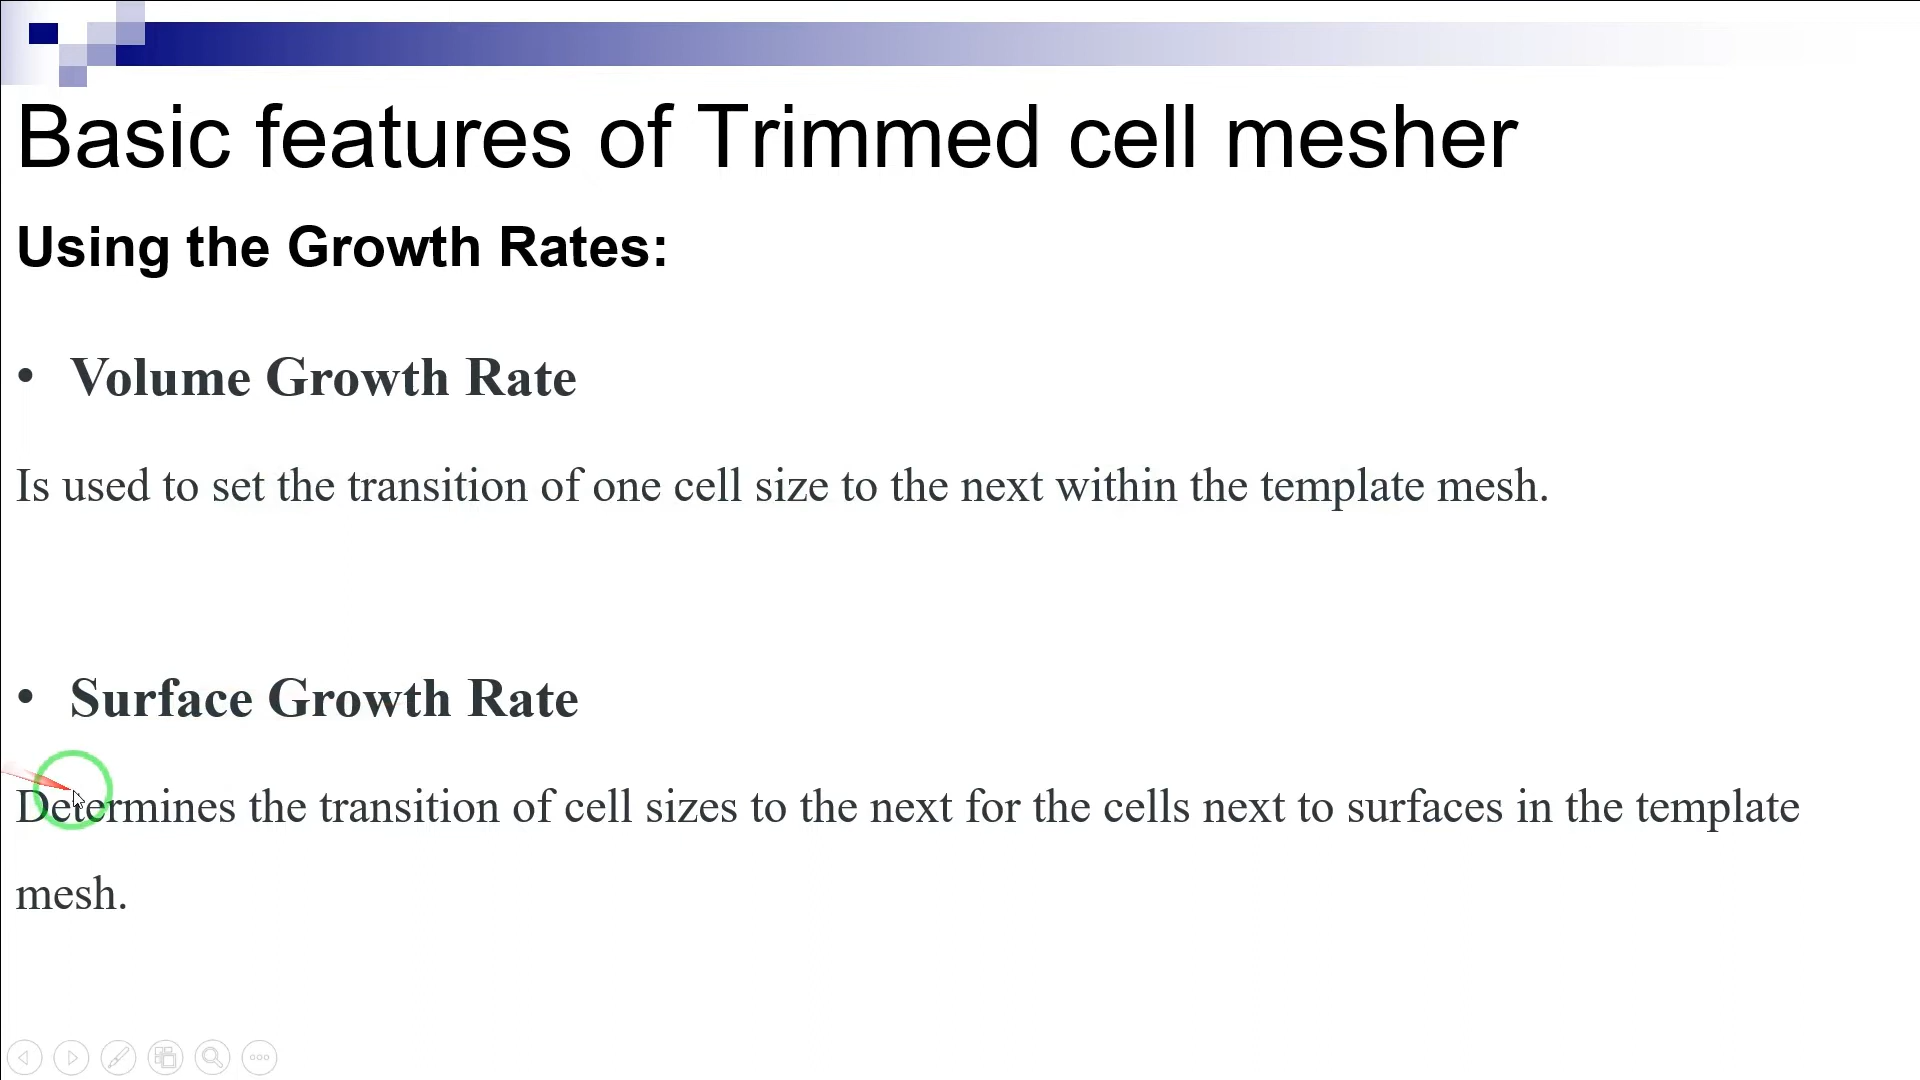 Basic features of Trimmed cell mesher
Using the Growth Rates:
• Volume Growth Rate
Is used to set the transition of one cell size to the next within the template mesh.
• Surface Growth Rate
Determines the transition of cell sizes to the next for the cells next to surfaces in the template
mesh.